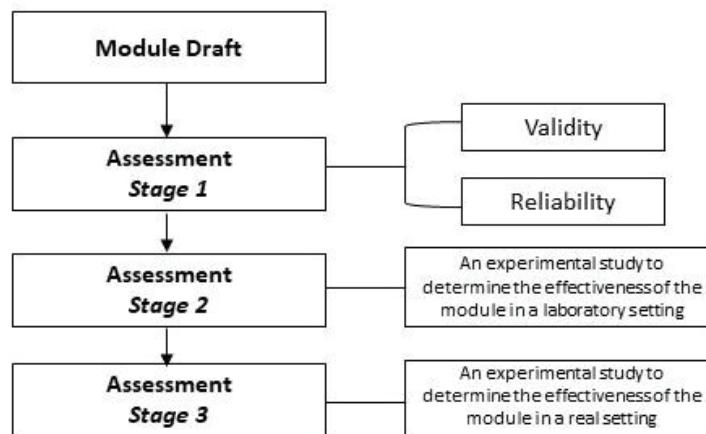 Module Draft
Assessment
Stage 1
Validity
Reliability
Assessment
Stage 2
An experimental study to
determine the effectiveness of the
module in a laboratory setting
Assessment
Stage 3
An experimental study to
determine the effectiveness of the
module in a real setting